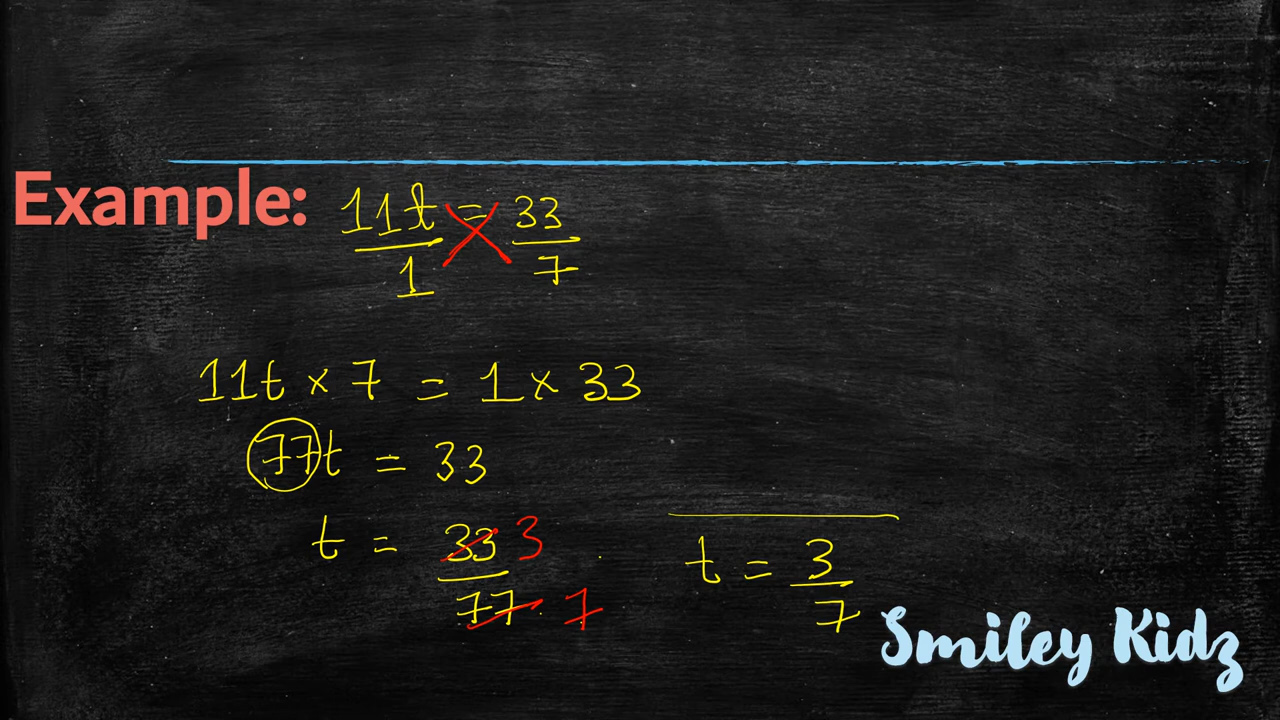 Example: 11t = 33
1 7
11t × 7 = 1 × 33
77t = 33
t = 33 3
77 7
t = 3
7
Smiley Kidz